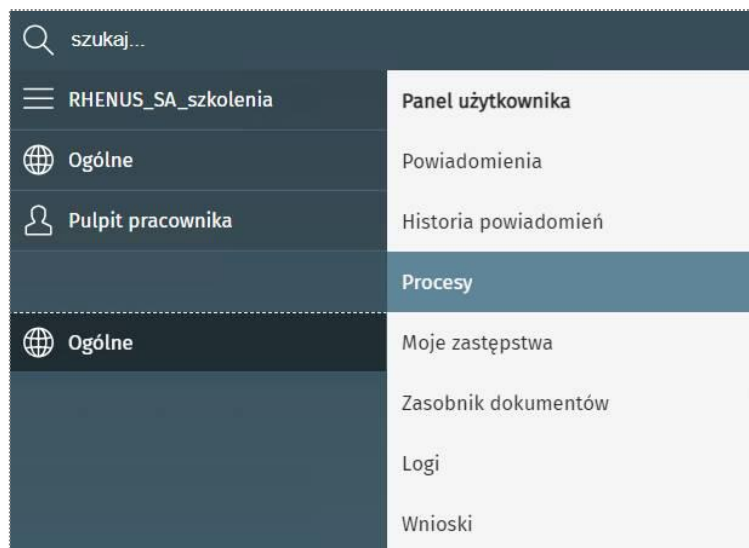 szukaj...
RHENUS_SA_szkolenia
Ogólne
Pulpit pracownika
Ogólne
Panel użytkownika
Powiadomienia
Historia powiadomień
Procesy
Moje zastępstwa
Zasobnik dokumentów
Logi
Wnioski